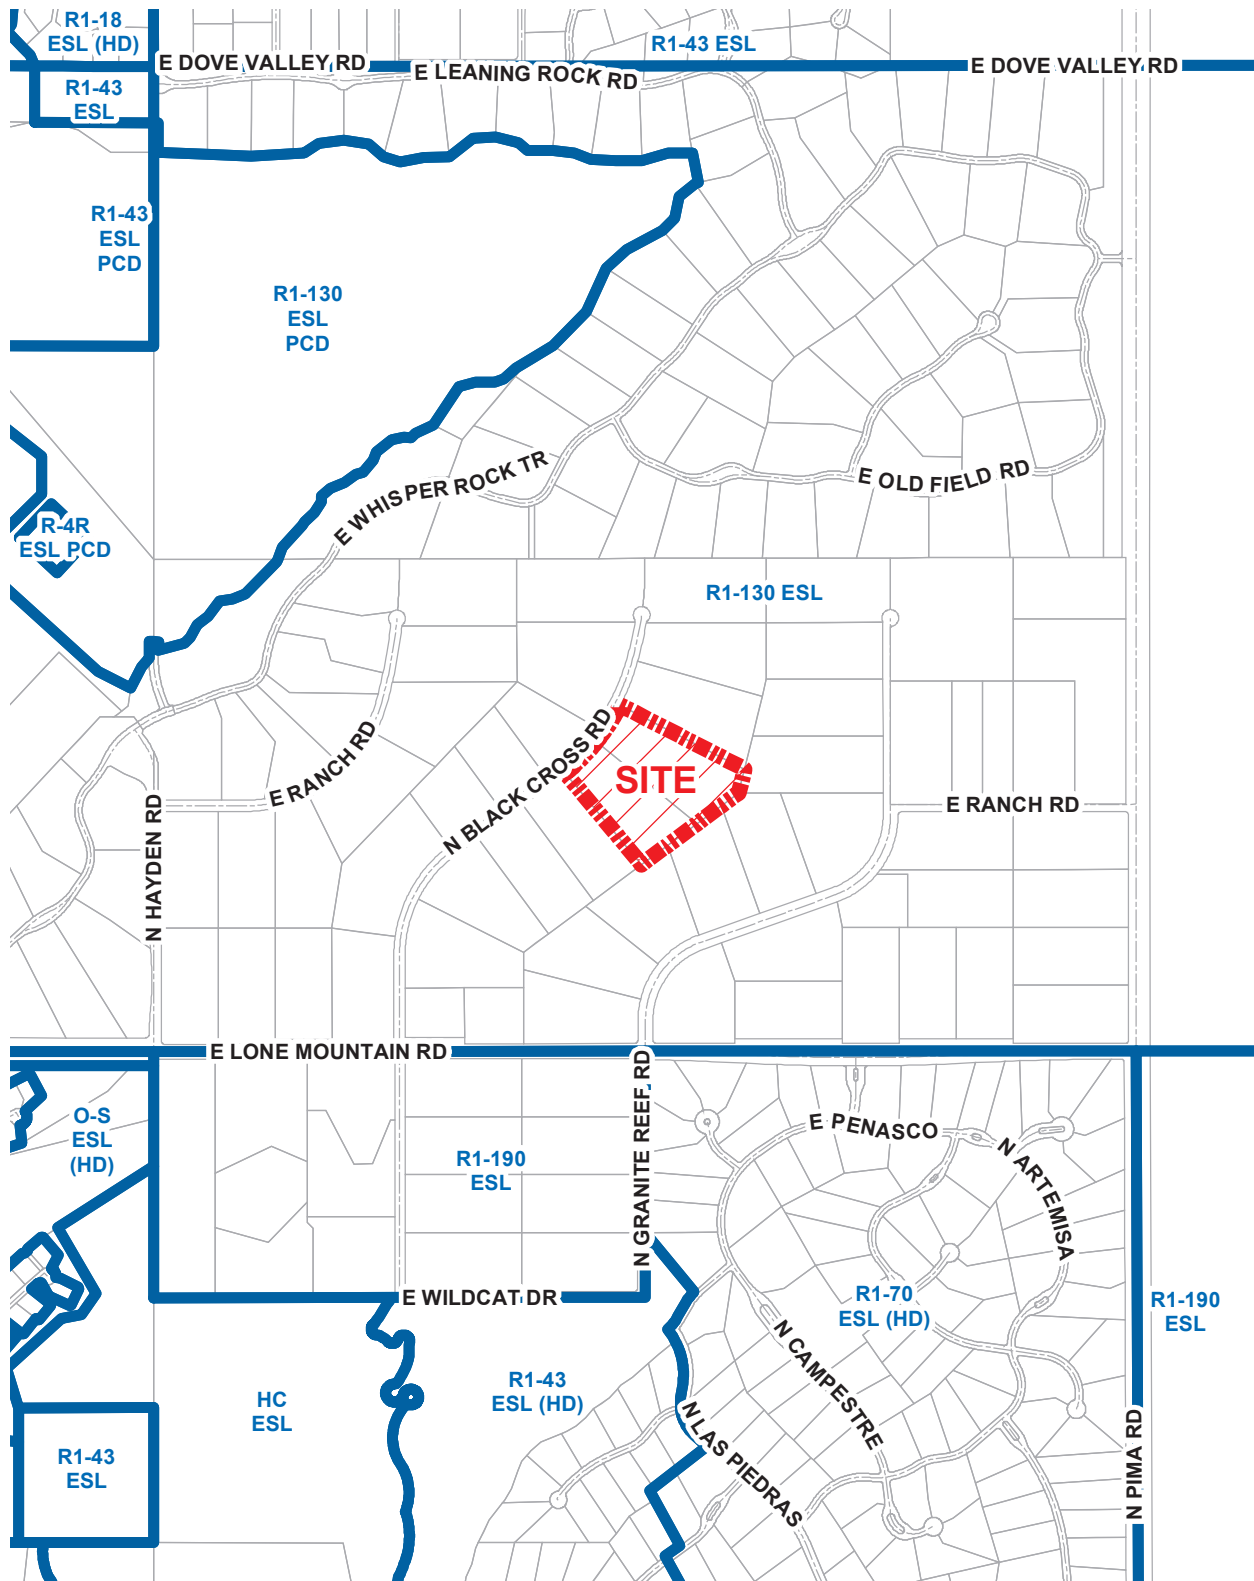 R1-18
ESL (HD)
R1-43 ESL
E DOVE VALLEY RD
E LEANING ROCK RD
E DOVE VALLEY RD
R1-43
ESL
R1-43
ESL
PCD
R1-130
ESL
PCD
E WHISPER ROCK TR
E OLD FIELD RD
R-4R
ESL PCD
R1-130 ESL
E RANCH RD
N BLACK CROSS RD
SITE
E RANCH RD
N HAYDEN RD
E LONE MOUNTAIN RD
N GRANITE REEF RD
O-S
ESL
(HD)
R1-190
ESL
E PENASCO
N ARTEMISA
E WILDCAT DR
R1-70
ESL (HD)
R1-190
ESL
N CAMPESTRE
HC
ESL
R1-43
ESL (HD)
N LAS PIEDRAS
R1-43
ESL
N PIMA RD